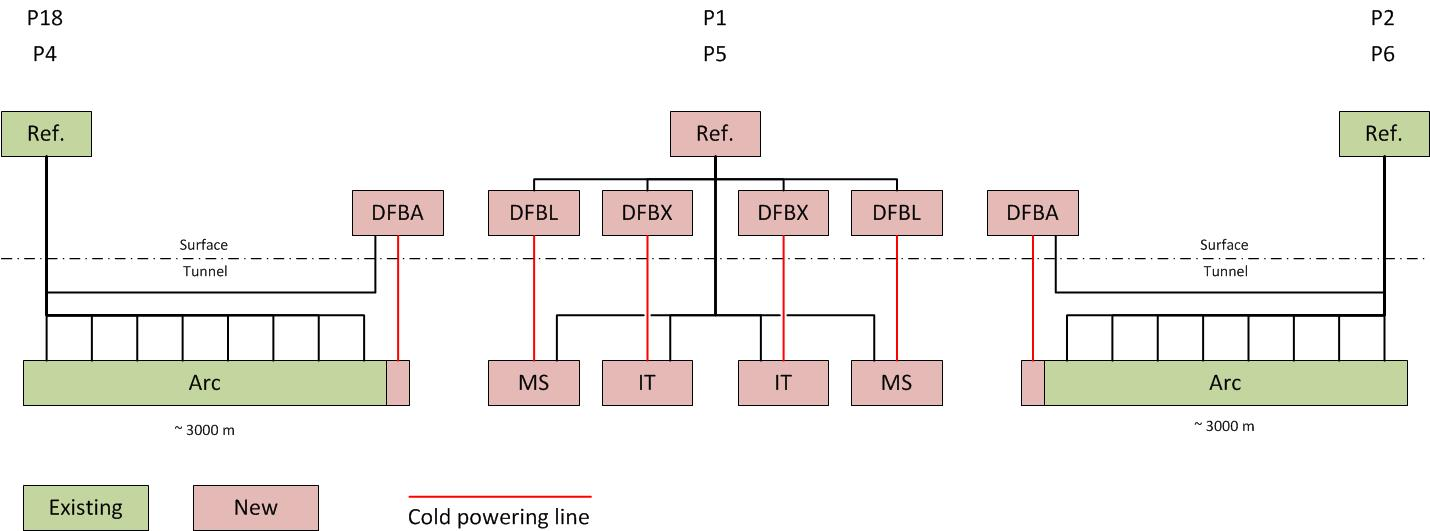 P18 P1 P2
P4 P5 P6
Ref. Ref. Ref.
DFBA DFBL DFBX DFBX DFBL DFBA
Surface Surface
Tunnel Tunnel
Arc MS IT IT MS Arc
~ 3000 m ~ 3000 m
Existing New
Cold powering line